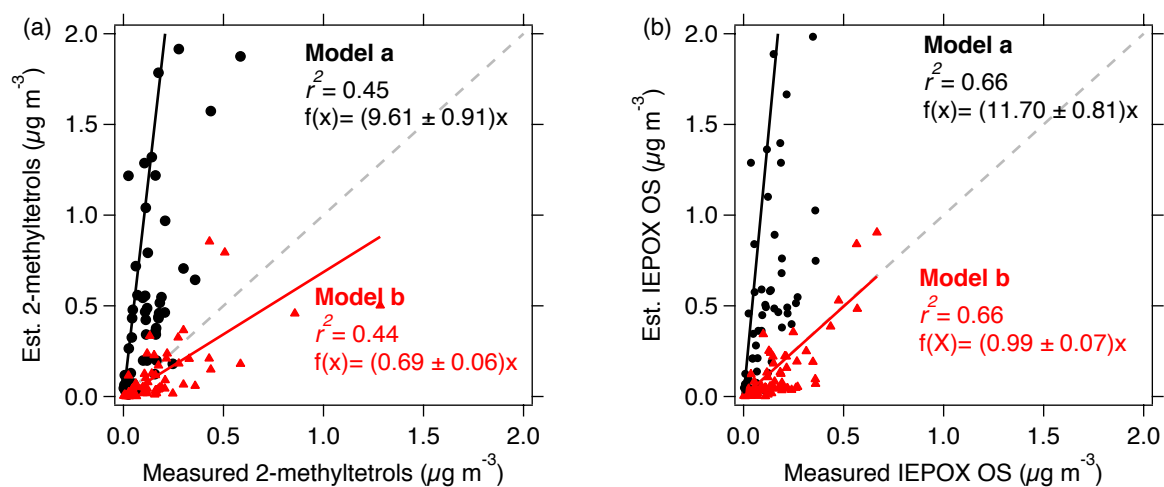 (a)
2.0
1.5
1.0
0.5
0.0
Est. 2-methyltetrols (µg m⁻³)
Model a
r² = 0.45
f(x)= (9.61 ± 0.91)x
Model b
r² = 0.44
f(x)= (0.69 ± 0.06)x
0.0 0.5 1.0 1.5 2.0
Measured 2-methyltetrols (µg m⁻³)
(b)
2.0
1.5
1.0
0.5
0.0
Est. IEPOX OS (µg m⁻³)
Model a
r² = 0.66
f(x)= (11.70 ± 0.81)x
Model b
r² = 0.66
f(X)= (0.99 ± 0.07)x
0.0 0.5 1.0 1.5 2.0
Measured IEPOX OS (µg m⁻³)